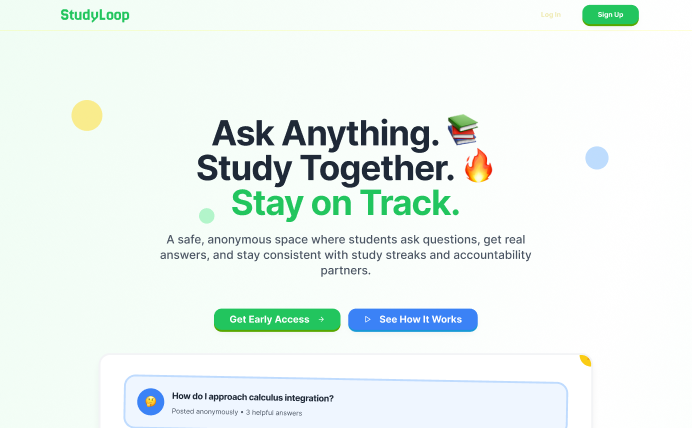 StudyLoop
Log In
Sign Up
Ask Anything. 📚
Study Together. 🔥
Stay on Track.
A safe, anonymous space where students ask questions, get real
answers, and stay consistent with study streaks and accountability
partners.
Get Early Access →
See How It Works
How do I approach calculus integration?
Posted anonymously • 3 helpful answers